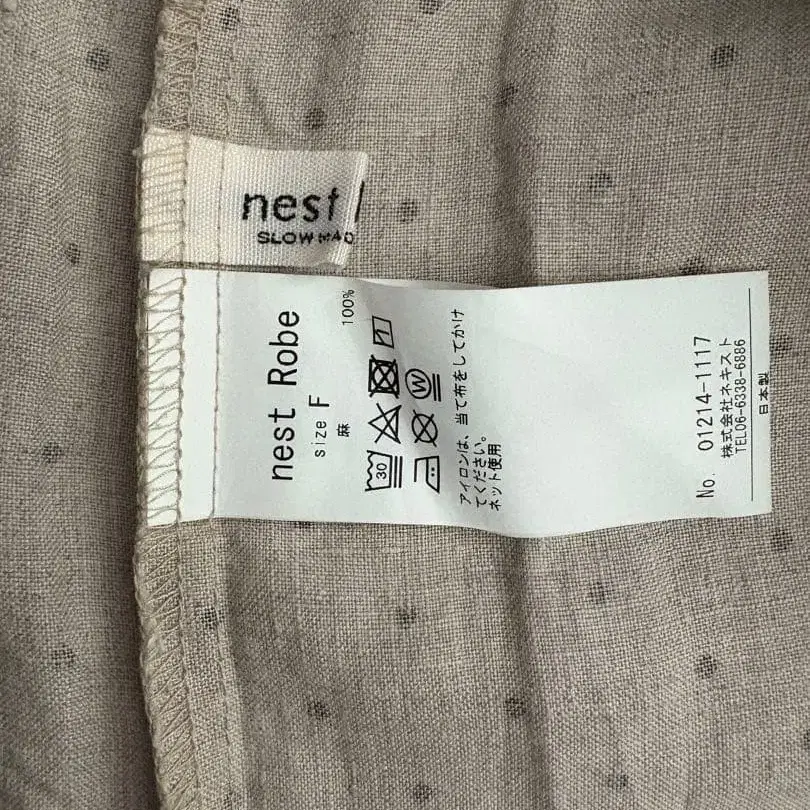 nest
SLOW MAD
nest Robe
size F
麻 100%
30
W
アイロンは、当て布をしてかけ
てください。
ネット使用
No. 01214-1117
株式会社ネキスト
TEL06-6338-6886
日本製